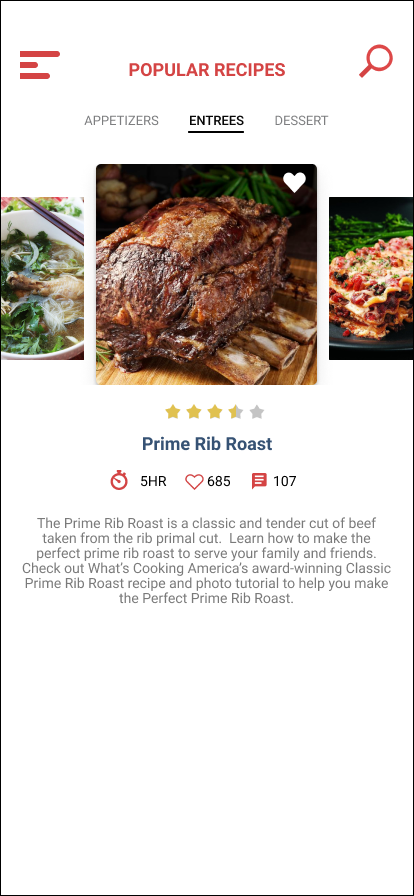 POPULAR RECIPES
APPETIZERS ENTREES DESSERT
Prime Rib Roast
5HR 685 107
The Prime Rib Roast is a classic and tender cut of beef
taken from the rib primal cut.  Learn how to make the
perfect prime rib roast to serve your family and friends.
Check out What’s Cooking America’s award-winning Classic
Prime Rib Roast recipe and photo tutorial to help you make
the Perfect Prime Rib Roast.